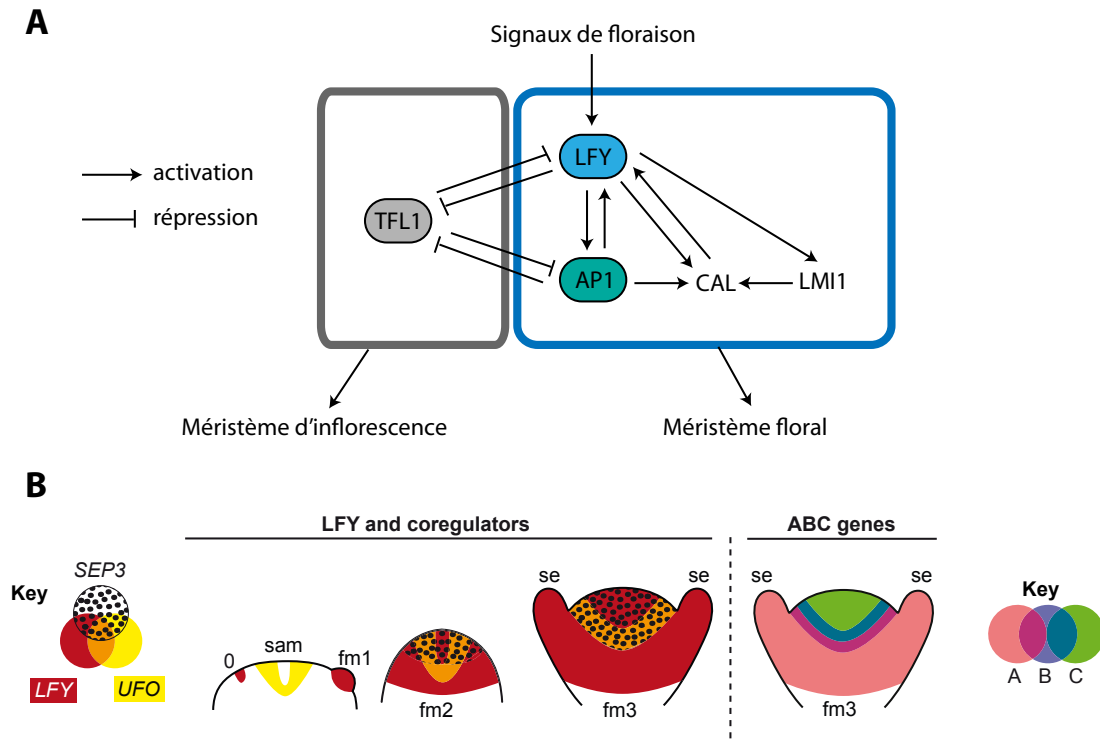 A
Signaux de floraison
activation
répression
LFY
TFL1
AP1
CAL
LMI1
Méristème d'inflorescence
Méristème floral
B
LFY and coregulators
ABC genes
SEP3
Key
LFY
UFO
0
sam
fm1
fm2
se
se
fm3
se
se
fm3
Key
A B C